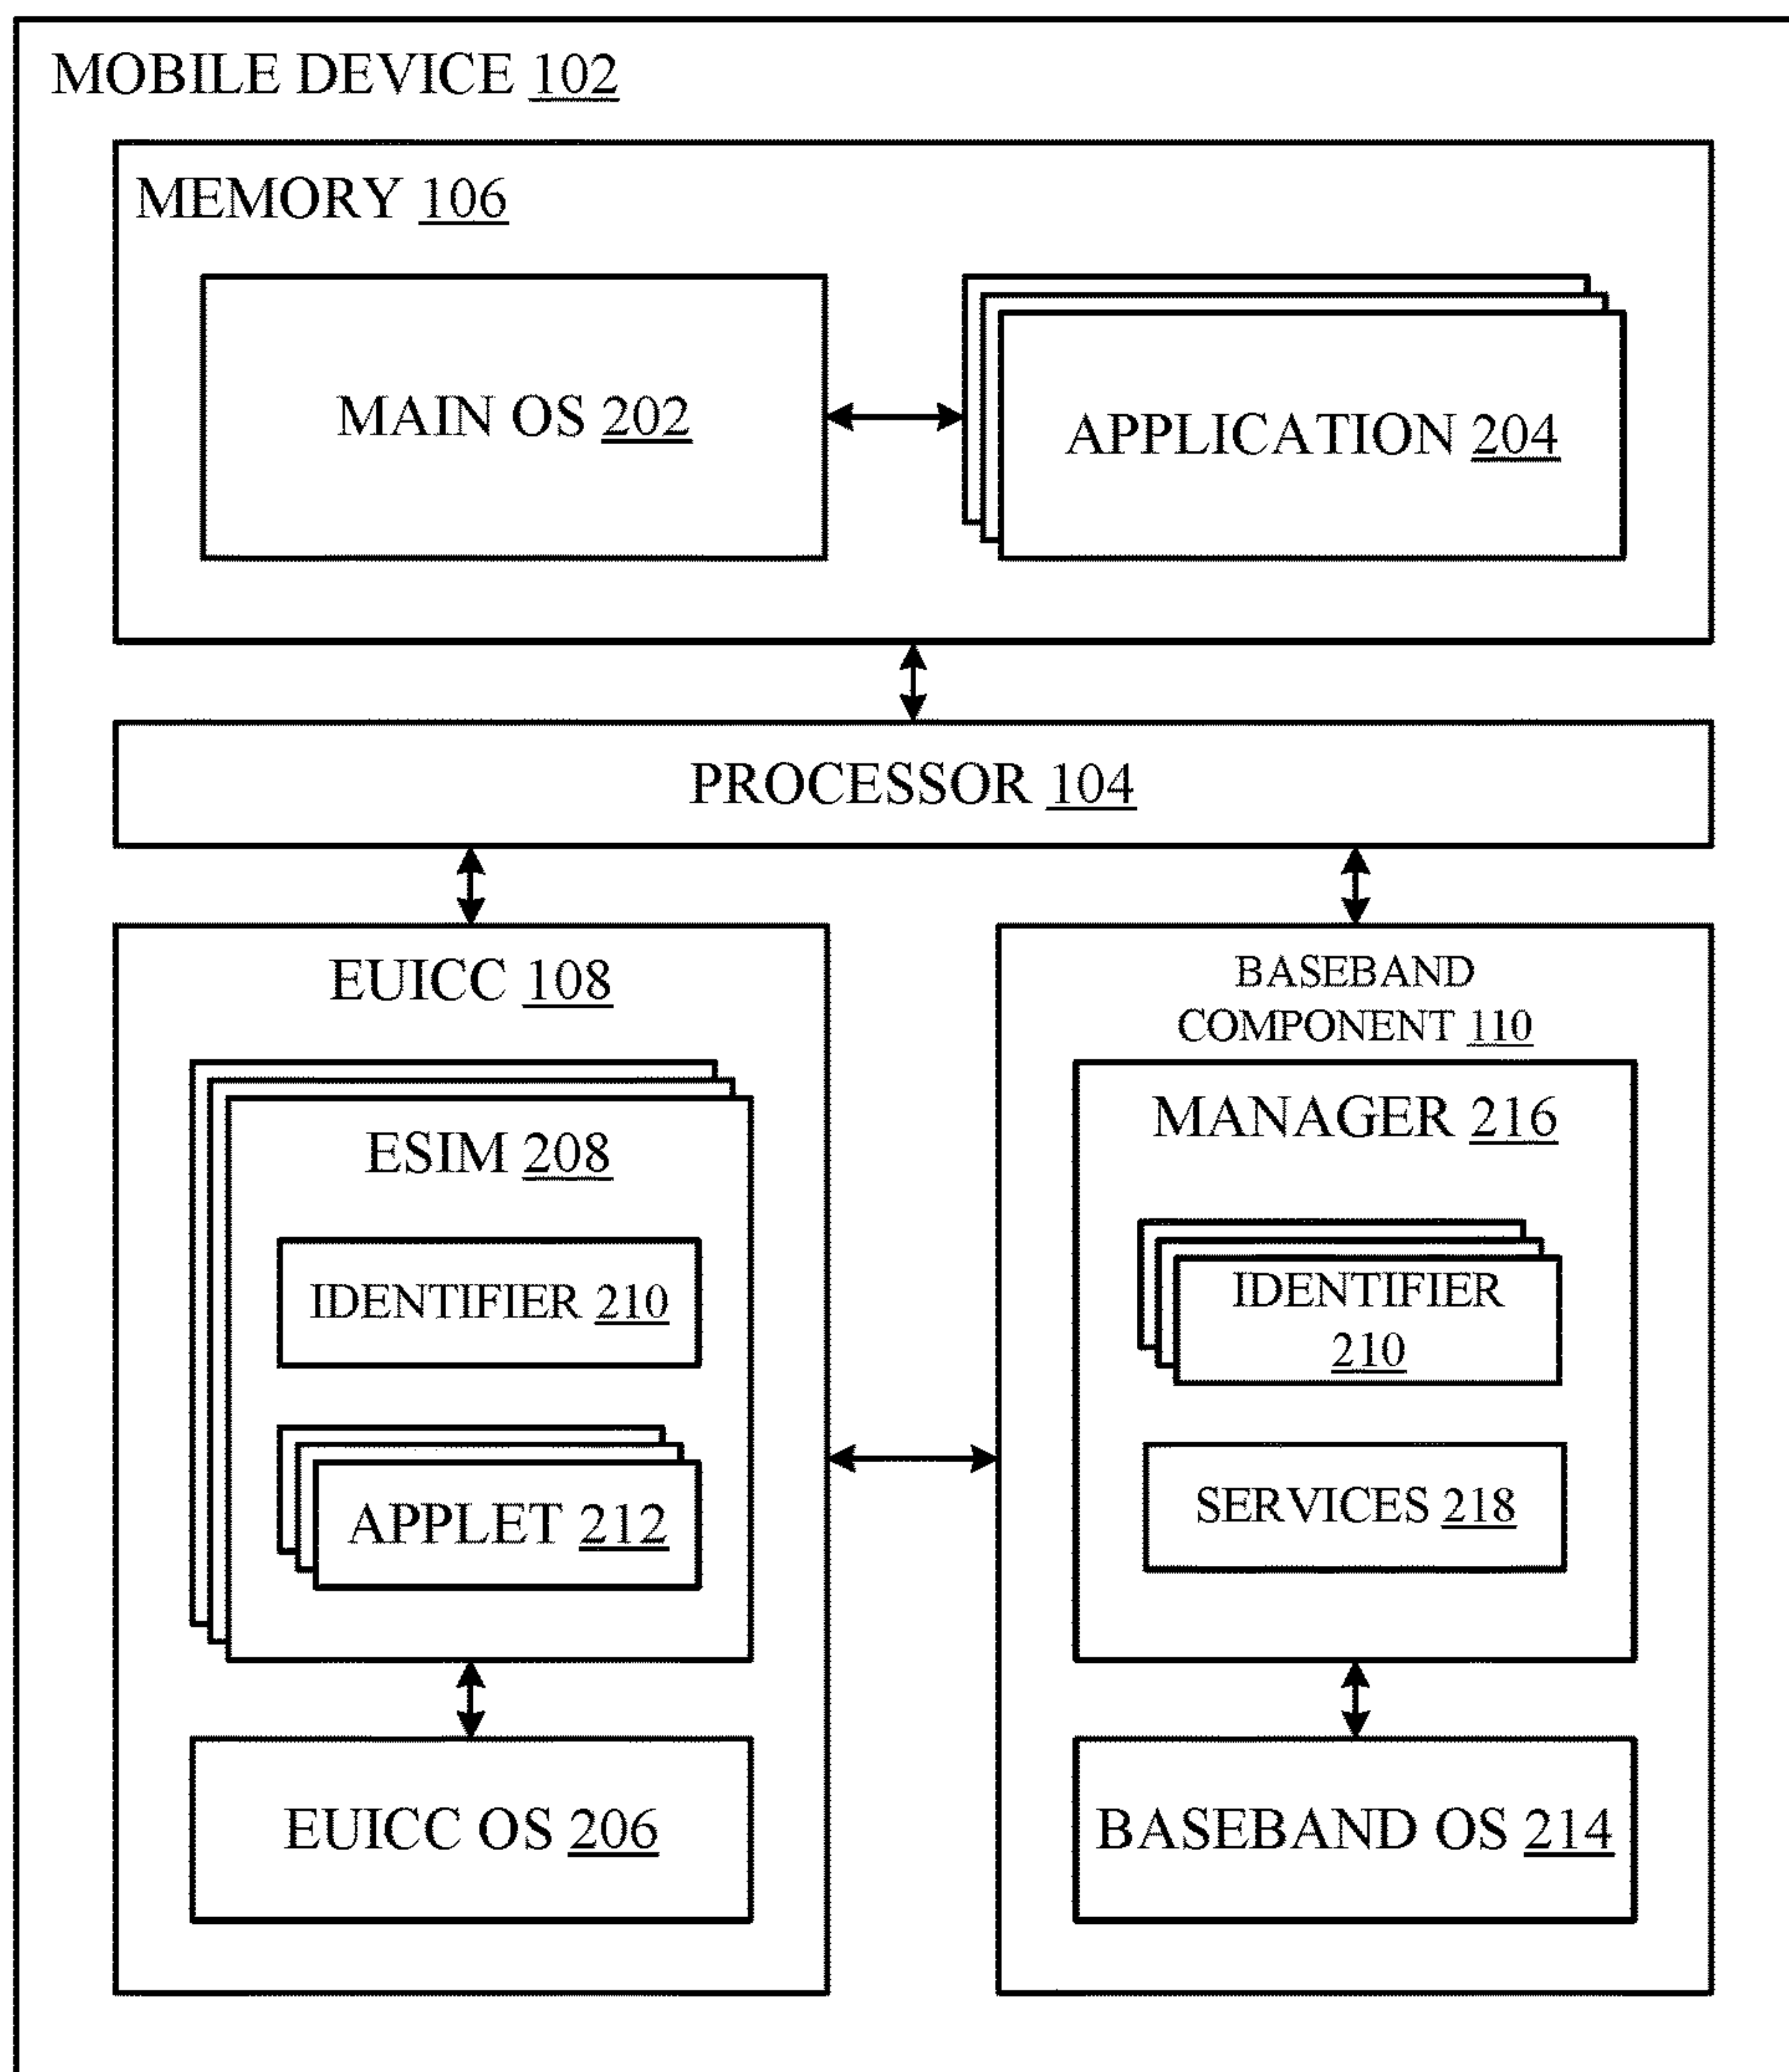 MOBILE DEVICE 102
MEMORY 106
MAIN OS 202
APPLICATION 204
PROCESSOR 104
EUICC 108
ESIM 208
IDENTIFIER 210
APPLET 212
EUICC OS 206
BASEBAND
COMPONENT 110
MANAGER 216
IDENTIFIER
210
SERVICES 218
BASEBAND OS 214